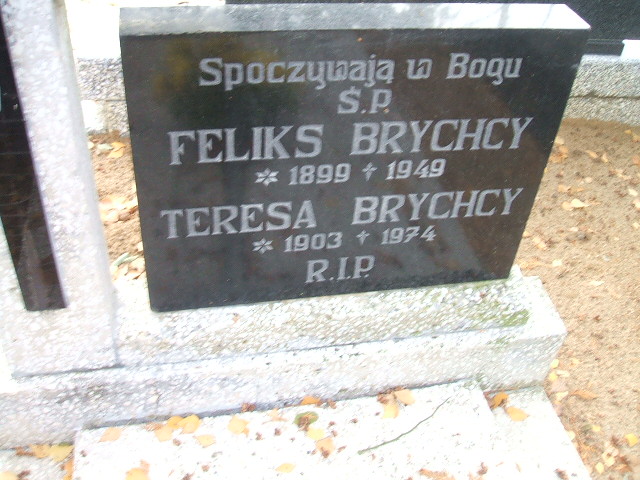 Spoczywają w Bogu
Ś.P.
FELIKS BRYCHCY
* 1899 † 1949
TERESA BRYCHCY
* 1903 † 1974
R.I.P.